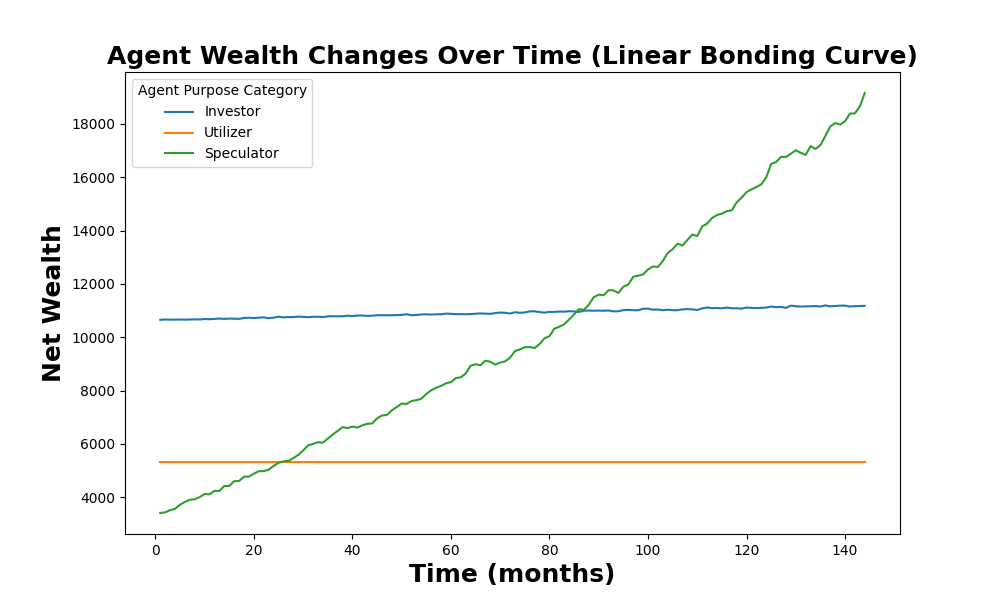 Agent Wealth Changes Over Time (Linear Bonding Curve)
Agent Purpose Category
Investor
Utilizer
Speculator
Net Wealth
18000
16000
14000
12000
10000
8000
6000
4000
0 20 40 60 80 100 120 140
Time (months)